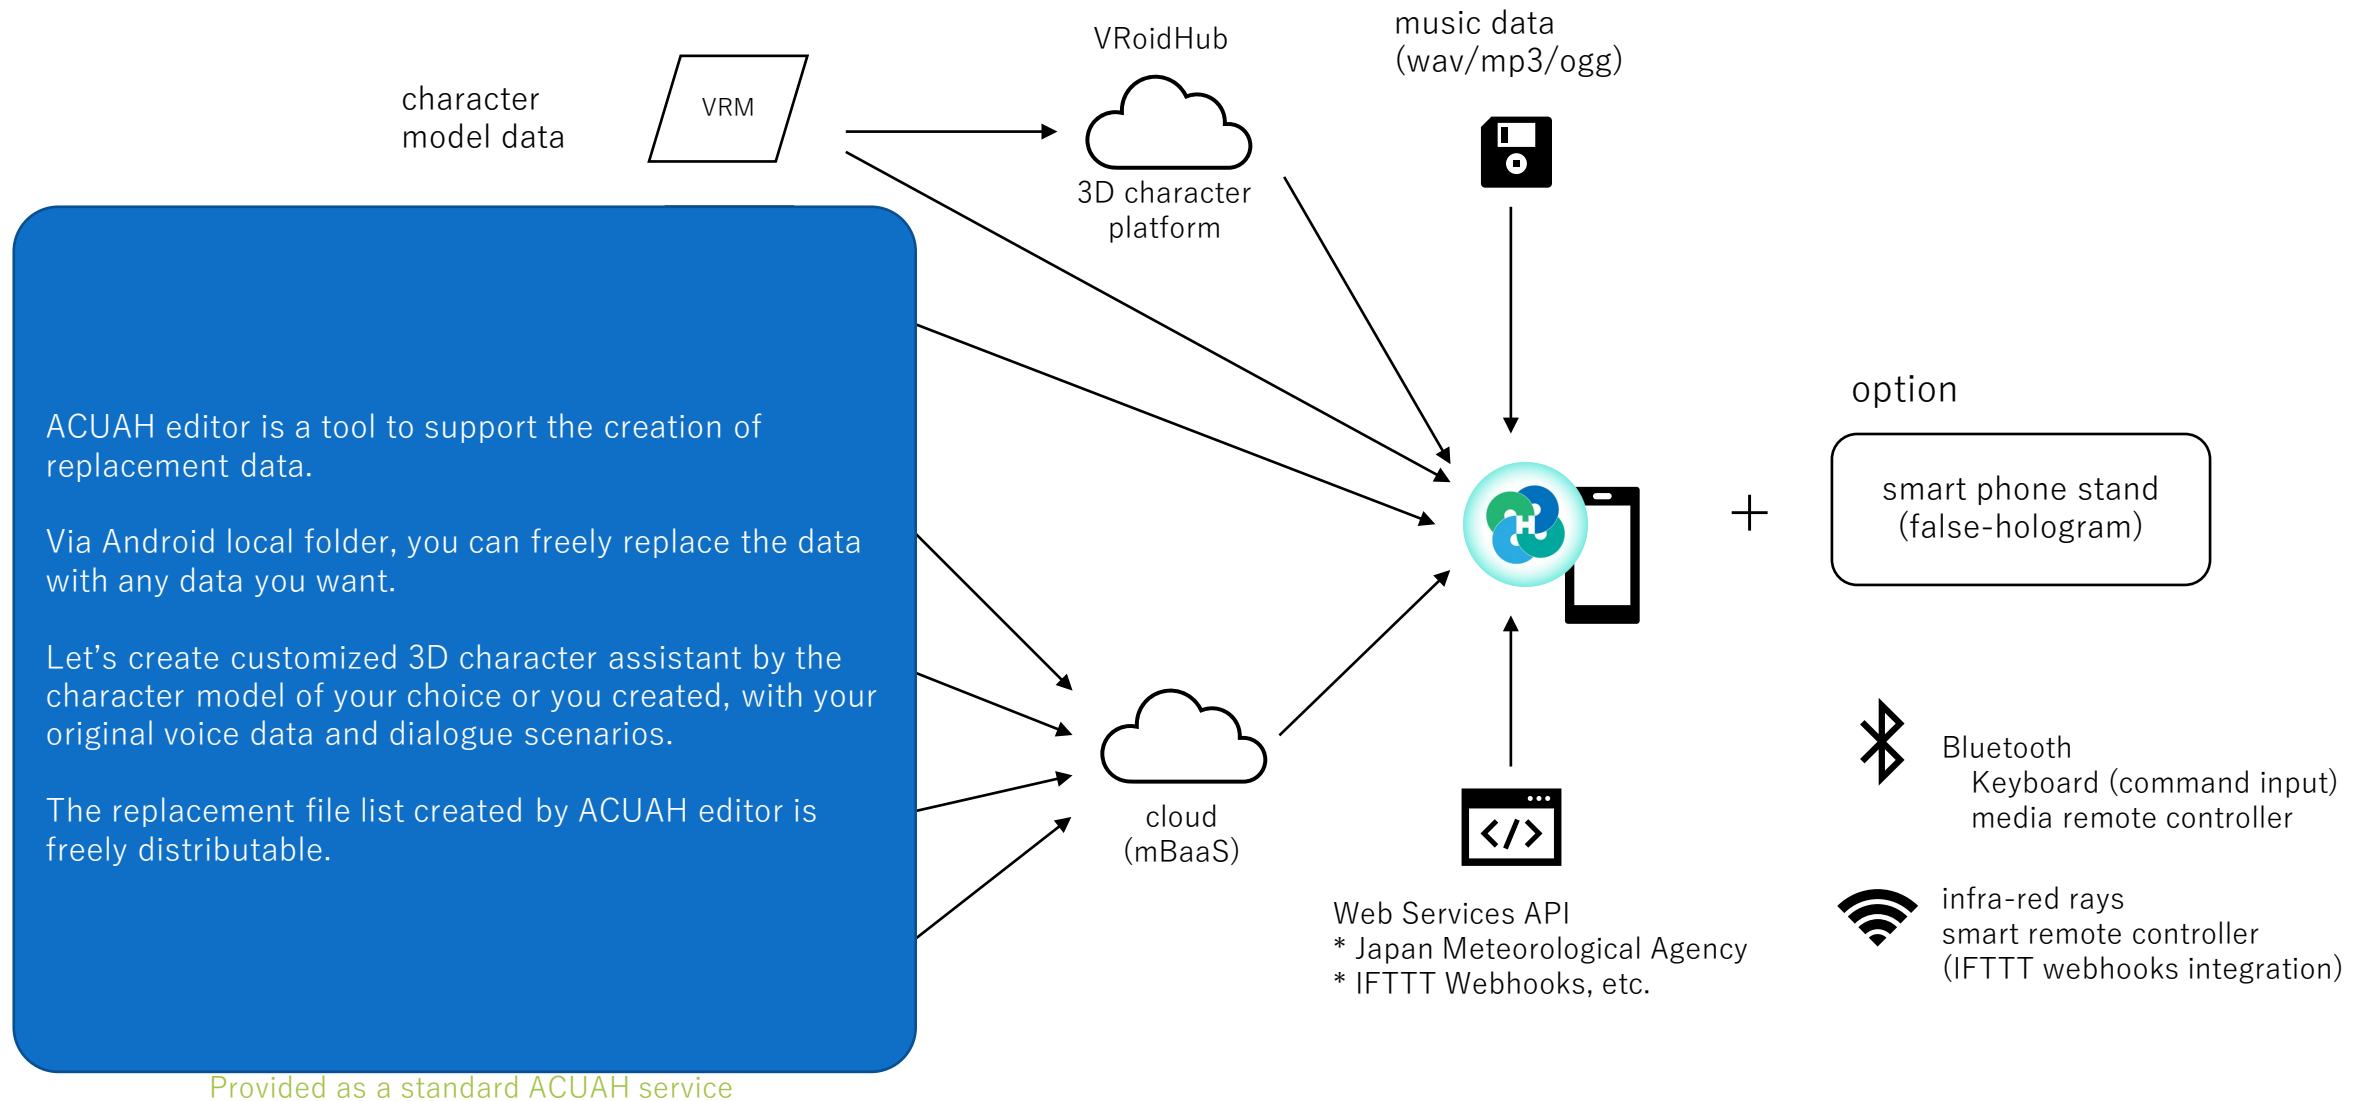 VRoidHub
music data
(wav/mp3/ogg)
character
model data
VRM
3D character
platform
ACUAH editor is a tool to support the creation of
replacement data.
Via Android local folder, you can freely replace the data
with any data you want.
Let’s create customized 3D character assistant by the
character model of your choice or you created, with your
original voice data and dialogue scenarios.
The replacement file list created by ACUAH editor is
freely distributable.
Provided as a standard ACUAH service
cloud
(mBaaS)
H
+
option
smart phone stand
(false-hologram)
</>
Web Services API
* Japan Meteorological Agency
* IFTTT Webhooks, etc.
Bluetooth
Keyboard (command input)
media remote controller
infra-red rays
smart remote controller
(IFTTT webhooks integration)